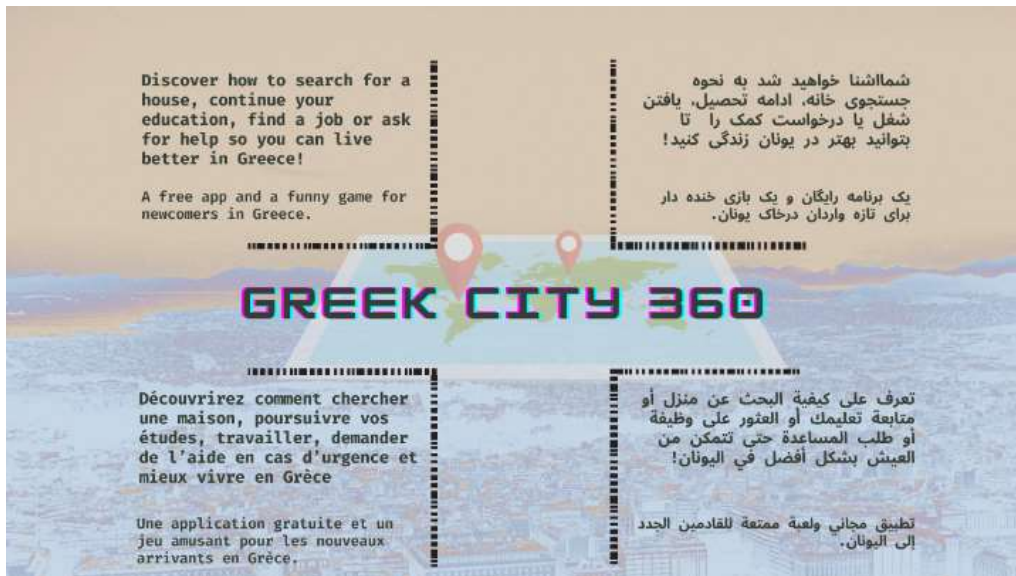 Discover how to search for a
house, continue your
education, find a job or ask
for help so you can live
better in Greece!
A free app and a funny game for
newcomers in Greece.
شمااشنا خواهید شد به نحوه
جستجوی خانه، ادامه تحصیل، یافتن
شغل یا درخواست کمک را تا
بتوانید بهتر در یونان زندگی کنید!
یک برنامه رایگان و یک بازی خنده دار
برای تازه واردان درخاک یونان.
GREEK CITY 360
Découvrirez comment chercher
une maison, poursuivre vos
études, travailler, demander
de l'aide en cas d'urgence et
mieux vivre en Grèce
Une application gratuite et un
jeu amusant pour les nouveaux
arrivants en Grèce.
تعرف على كيفية البحث عن منزل أو
متابعة تعليمك أو العثور على وظيفة
أو طلب المساعدة حتى تتمكن من
العيش بشكل أفضل في اليونان!
تطبيق مجاني ولعبة ممتعة للقادمين الجدد
إلى اليونان.